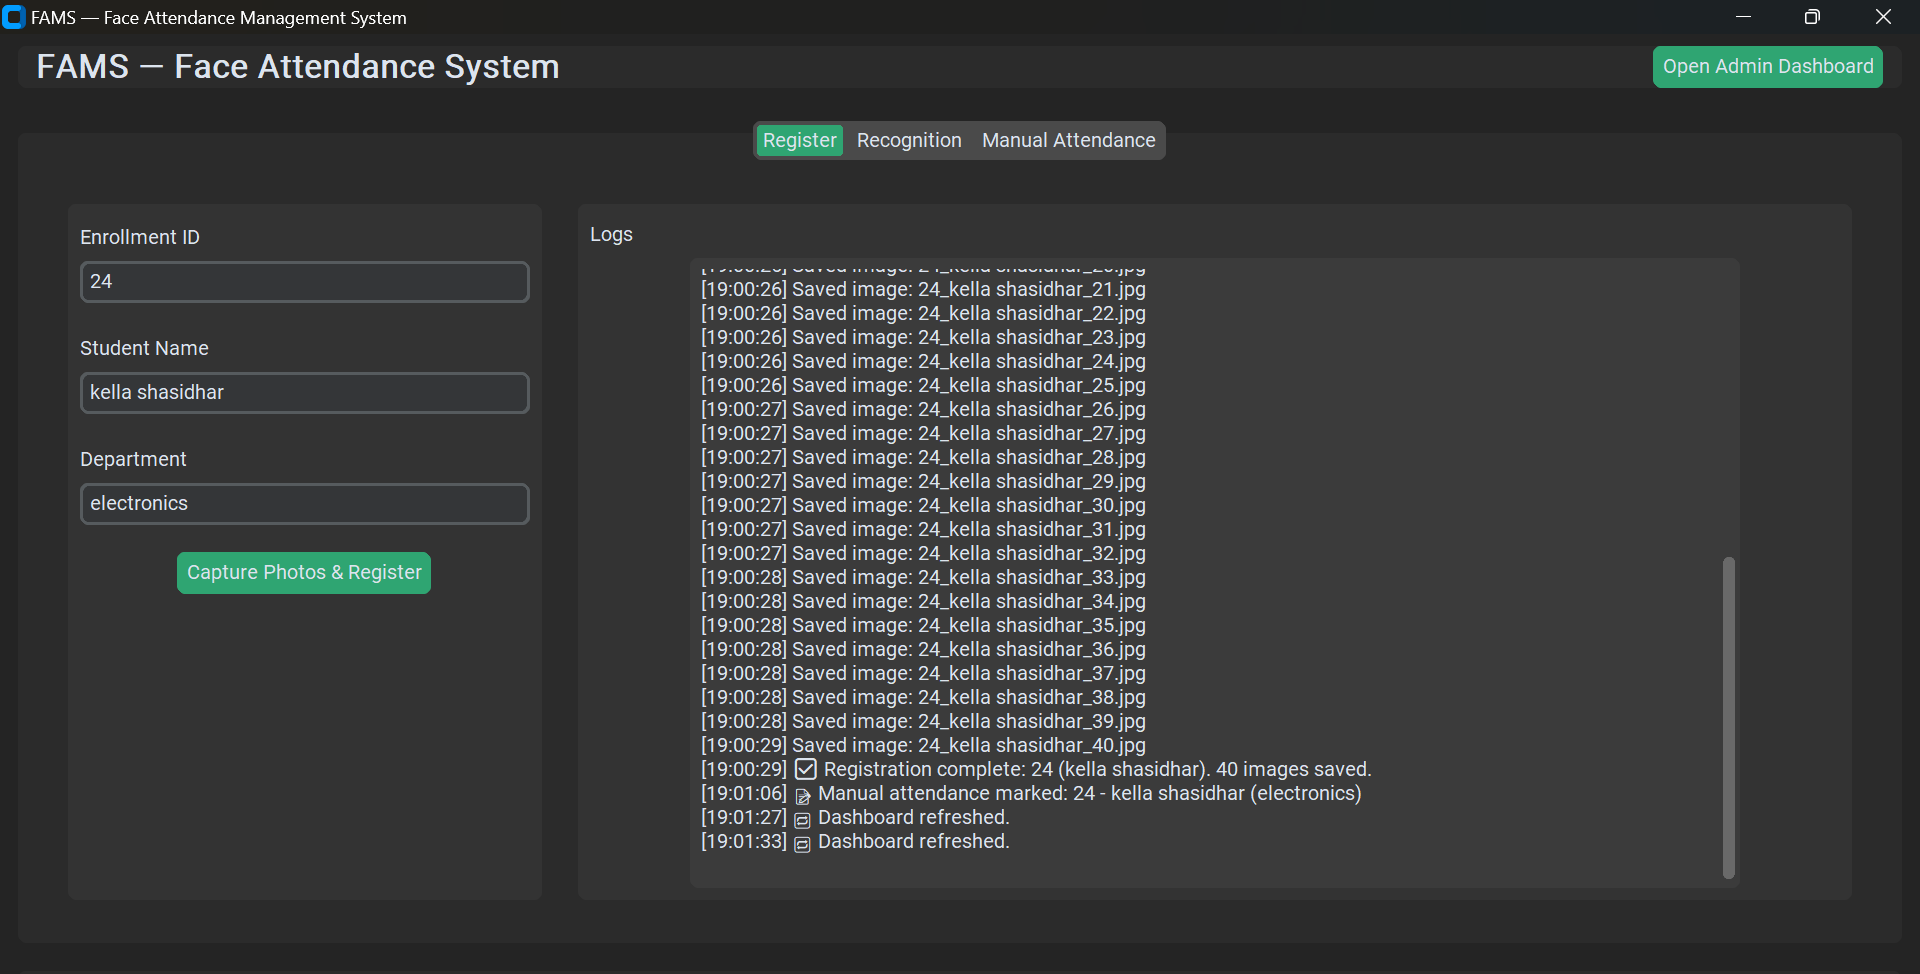 FAMS — Face Attendance Management System
FAMS — Face Attendance System
Open Admin Dashboard
Register
Recognition
Manual Attendance
Enrollment ID
24
Student Name
kella shasidhar
Department
electronics
Capture Photos & Register
Logs
[19:00:26] Saved image: 24_kella shasidhar_20.jpg
[19:00:26] Saved image: 24_kella shasidhar_21.jpg
[19:00:26] Saved image: 24_kella shasidhar_22.jpg
[19:00:26] Saved image: 24_kella shasidhar_23.jpg
[19:00:26] Saved image: 24_kella shasidhar_24.jpg
[19:00:26] Saved image: 24_kella shasidhar_25.jpg
[19:00:27] Saved image: 24_kella shasidhar_26.jpg
[19:00:27] Saved image: 24_kella shasidhar_27.jpg
[19:00:27] Saved image: 24_kella shasidhar_28.jpg
[19:00:27] Saved image: 24_kella shasidhar_29.jpg
[19:00:27] Saved image: 24_kella shasidhar_30.jpg
[19:00:27] Saved image: 24_kella shasidhar_31.jpg
[19:00:27] Saved image: 24_kella shasidhar_32.jpg
[19:00:28] Saved image: 24_kella shasidhar_33.jpg
[19:00:28] Saved image: 24_kella shasidhar_34.jpg
[19:00:28] Saved image: 24_kella shasidhar_35.jpg
[19:00:28] Saved image: 24_kella shasidhar_36.jpg
[19:00:28] Saved image: 24_kella shasidhar_37.jpg
[19:00:28] Saved image: 24_kella shasidhar_38.jpg
[19:00:28] Saved image: 24_kella shasidhar_39.jpg
[19:00:29] Saved image: 24_kella shasidhar_40.jpg
[19:00:29] ☑ Registration complete: 24 (kella shasidhar). 40 images saved.
[19:01:06] 📝 Manual attendance marked: 24 - kella shasidhar (electronics)
[19:01:27] 🔁 Dashboard refreshed.
[19:01:33] 🔁 Dashboard refreshed.